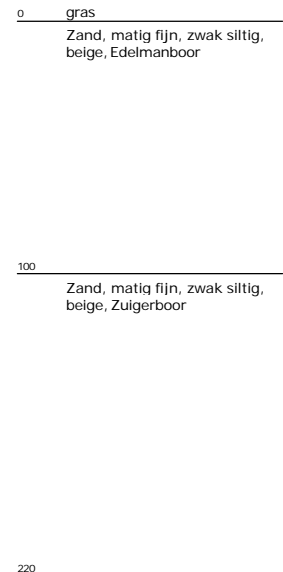 0 gras
Zand, matig fijn, zwak siltig,
beige, Edelmanboor
100
Zand, matig fijn, zwak siltig,
beige, Zuigerboor
220